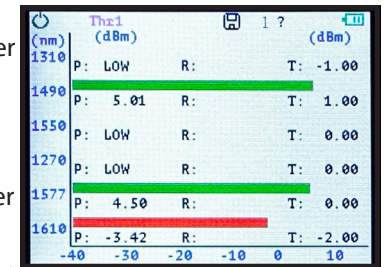 Thr1 1 ?
(nm) (dBm) (dBm)
1310 P: LOW R: T: -1.00
1490 P: 5.01 R: T: 1.00
1550 P: LOW R: T: 0.00
1270 P: LOW R: T: 0.00
1577 P: 4.50 R: T: 0.00
1610 P: -3.42 R: T: -2.00
-40 -30 -20 -10 0 10
er
er